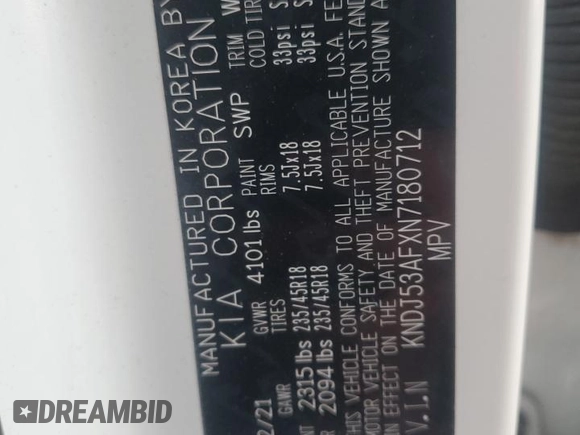 MANUFACTURED IN KOREA BY
KIA CORPORATION
2/21 GVWR 4101 lbs PAINT SWP TRIM
GAWR TIRES RIMS COLD TIR
2315 lbs 235/45R18 7.5Jx18 33psi
2094 lbs 235/45R18 7.5Jx18 33psi
THIS VEHICLE CONFORMS TO ALL APPLICABLE U.S.A. FE
MOTOR VEHICLE SAFETY AND THEFT PREVENTION STAN
IN EFFECT ON THE DATE OF MANUFACTURE SHOWN A
V.I.N KNDJ53AFXN7180712
MPV
DREAMBID